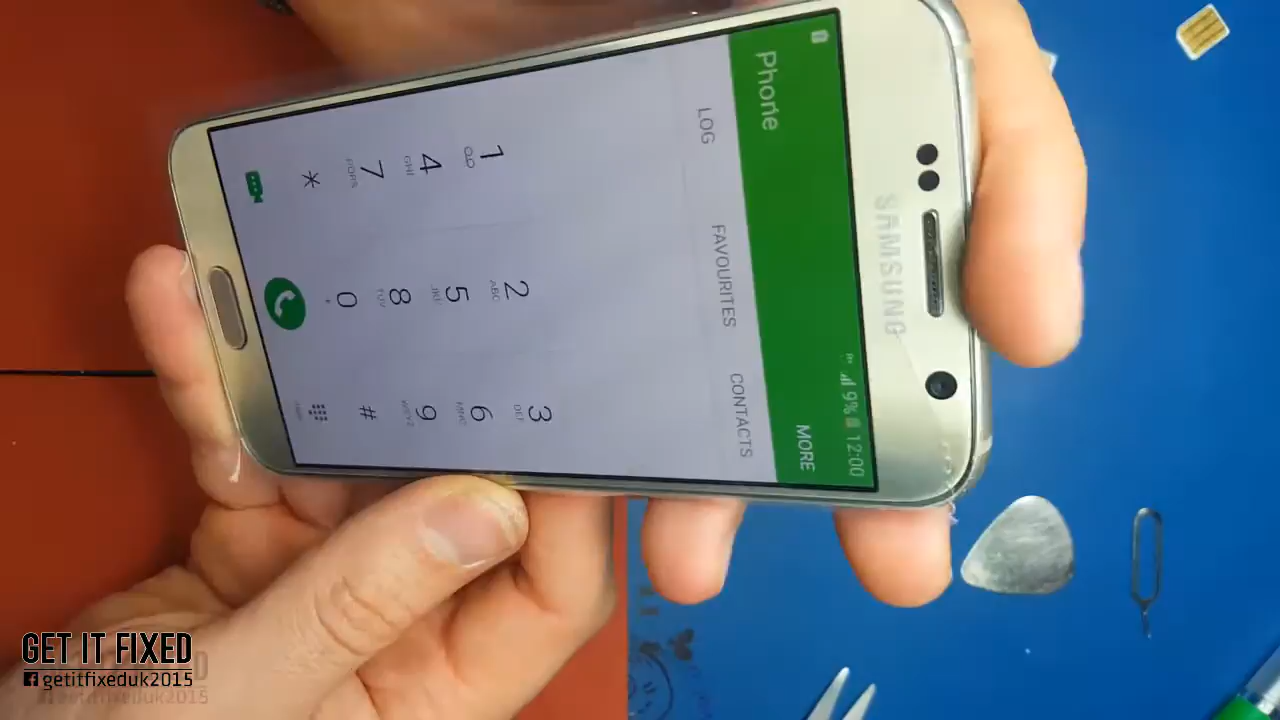 SAMSUNG
9% 12:00
Phone
MORE
LOG FAVOURITES CONTACTS
1 2 ABC 3 DEF
4 GHI 5 JKL 6 MNO
7 PQRS 8 TUV 9 WXYZ
* 0 + #
GET IT FIXED
getitfixeduk2015